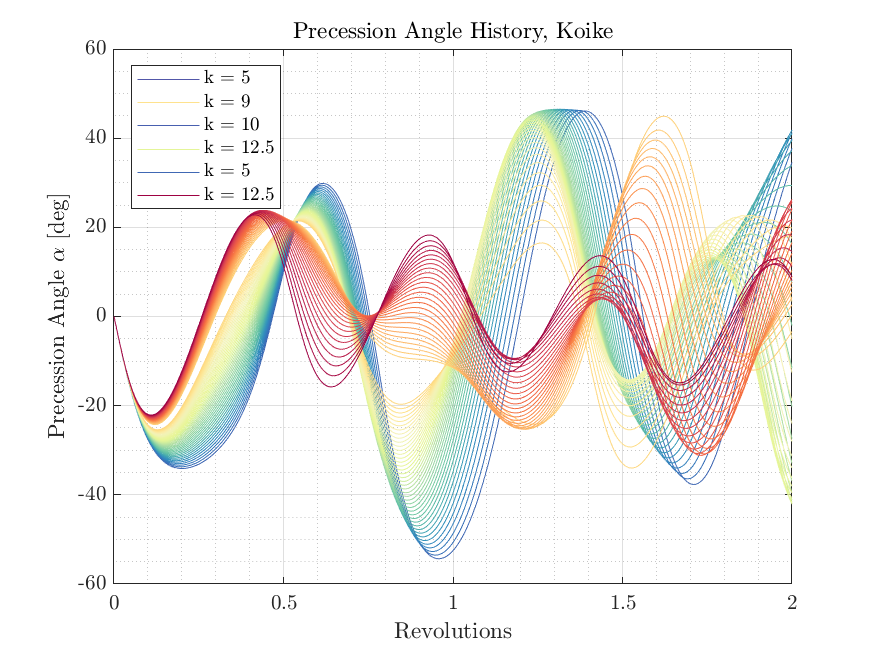 Precession Angle History, Koike
60
40
20
0
-20
-40
-60
Precession Angle α [deg]
k = 5
k = 9
k = 10
k = 12.5
k = 5
k = 12.5
0 0.5 1 1.5 2
Revolutions